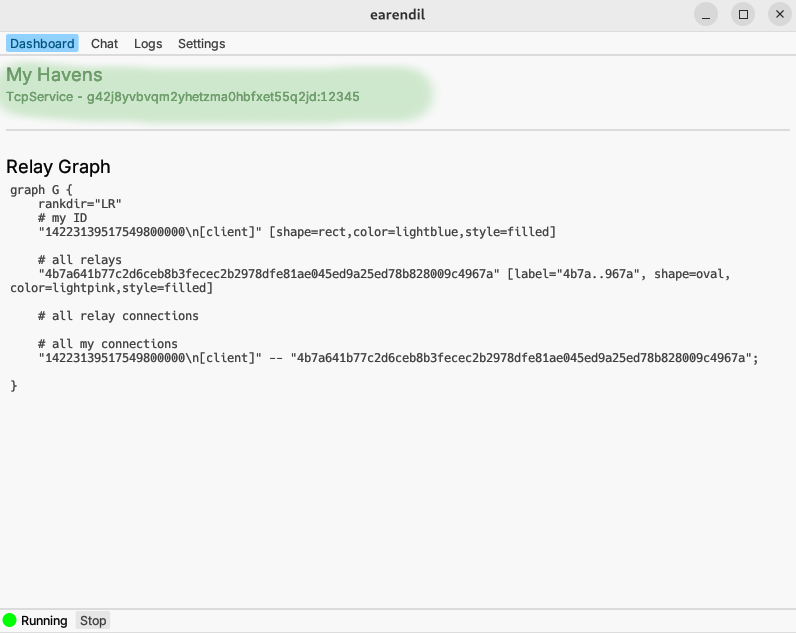 earendil
Dashboard Chat Logs Settings
My Havens
TcpService - g42j8yvbvqm2yhetzma0hbfxet55q2jd:12345
Relay Graph
graph G {
    rankdir="LR"
    # my ID
    "14223139517549800000\n[client]" [shape=rect,color=lightblue,style=filled]
    # all relays
    "4b7a641b77c2d6ceb8b3fecec2b2978dfe81ae045ed9a25ed78b828009c4967a" [label="4b7a..967a", shape=oval,
color=lightpink,style=filled]
    # all relay connections
    # all my connections
    "14223139517549800000\n[client]" -- "4b7a641b77c2d6ceb8b3fecec2b2978dfe81ae045ed9a25ed78b828009c4967a";
}
Running Stop